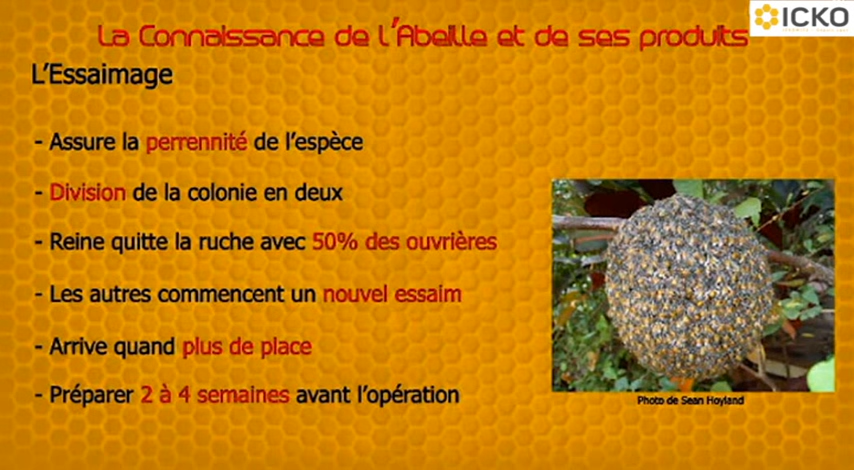 ICKO
La Connaissance de l'Abeille et de ses produits
L'Essaimage
- Assure la perrennité de l'espèce
- Division de la colonie en deux
- Reine quitte la ruche avec 50% des ouvrières
- Les autres commencent un nouvel essaim
- Arrive quand plus de place
- Préparer 2 à 4 semaines avant l'opération
Photo de Sean Hoyland